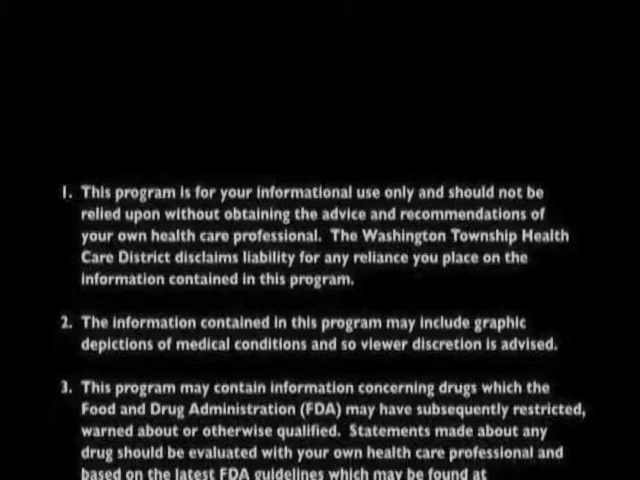 1. This program is for your informational use only and should not be
relied upon without obtaining the advice and recommendations of
your own health care professional. The Washington Township Health
Care District disclaims liability for any reliance you place on the
information contained in this program.
2. The information contained in this program may include graphic
depictions of medical conditions and so viewer discretion is advised.
3. This program may contain information concerning drugs which the
Food and Drug Administration (FDA) may have subsequently restricted,
warned about or otherwise qualified. Statements made about any
drug should be evaluated with your own health care professional and
based on the latest FDA guidelines which may be found at